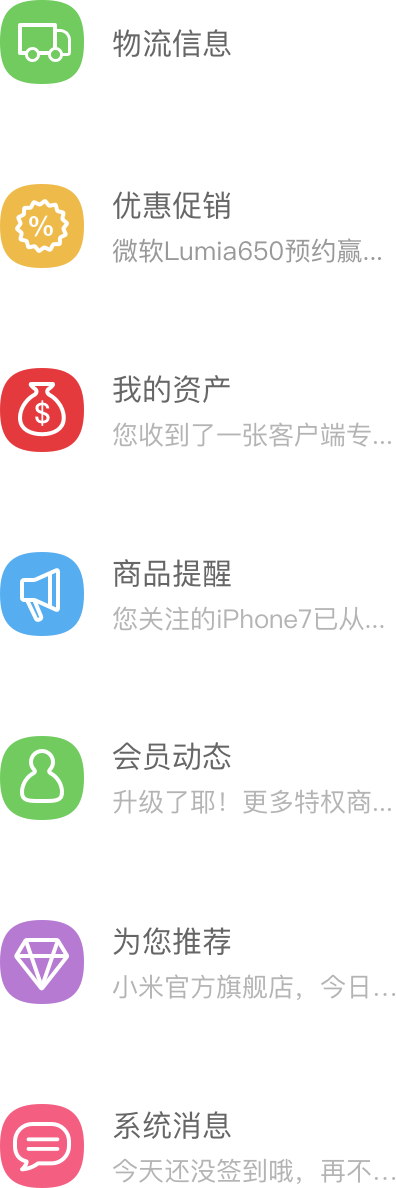 物流信息
优惠促销
%
微软Lumia650预约赢...
我的资产
$
您收到了一张客户端专...
商品提醒
您关注的iPhone7已从...
会员动态
升级了耶！更多特权商...
为您推荐
小米官方旗舰店，今日...
系统消息
今天还没签到哦，再不...